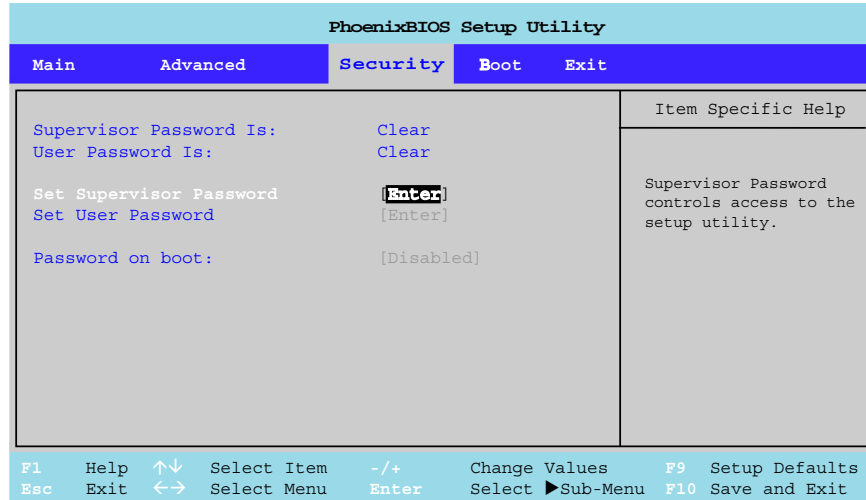 PhoenixBIOS Setup Utility
Main Advanced Security Boot Exit
Item Specific Help
Supervisor Password Is: Clear
User Password Is: Clear
Set Supervisor Password [Enter]
Set User Password [Enter]
Password on boot: [Disabled]
Supervisor Password
controls access to the
setup utility.
F1 Help ↑↓ Select Item -/+ Change Values F9 Setup Defaults
Esc Exit ←→ Select Menu Enter Select ▶Sub-Menu F10 Save and Exit